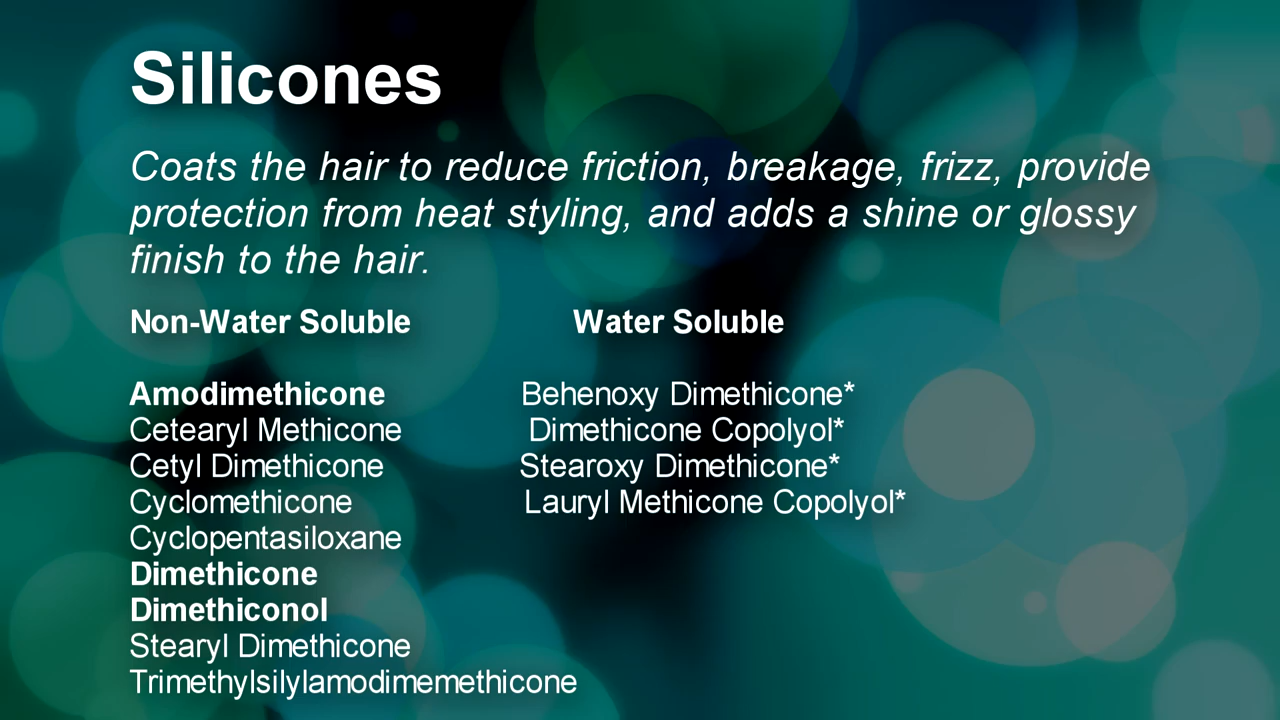 Silicones
Coats the hair to reduce friction, breakage, frizz, provide
protection from heat styling, and adds a shine or glossy
finish to the hair.
Non-Water Soluble Water Soluble
Amodimethicone Behenoxy Dimethicone*
Cetearyl Methicone Dimethicone Copolyol*
Cetyl Dimethicone Stearoxy Dimethicone*
Cyclomethicone Lauryl Methicone Copolyol*
Cyclopentasiloxane
Dimethicone
Dimethiconol
Stearyl Dimethicone
Trimethylsilylamodimemethicone